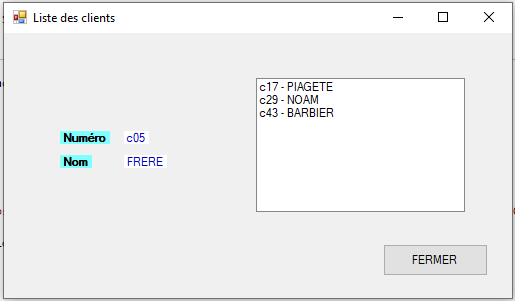 Liste des clients
Numéro c05
Nom FRERE
c17 - PIAGETE
c29 - NOAM
c43 - BARBIER
FERMER